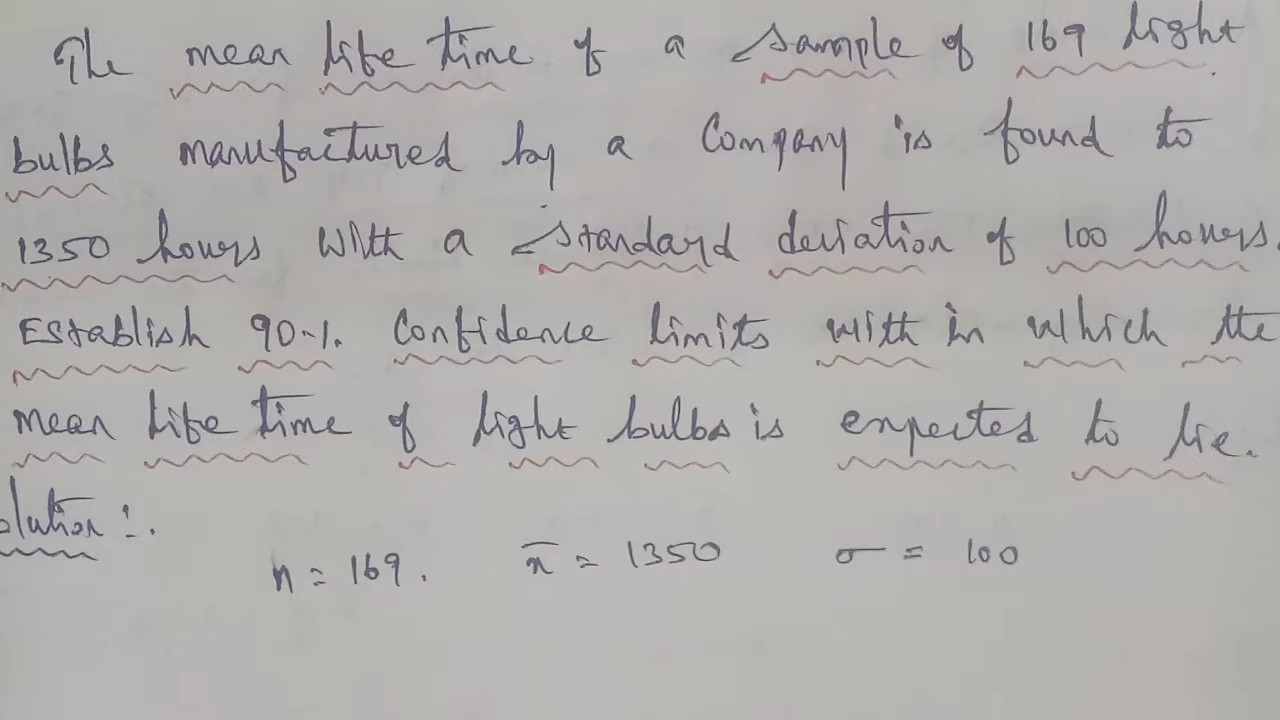 The mean life time of a sample of 169 light
bulbs manufactured by a company is found to
1350 hours with a standard deviation of 100 hours.
Establish 90%. Confidence limits with in which the
mean life time of light bulbs is expected to lie.
olution :.
n = 169. x̄ = 1350 σ = 100